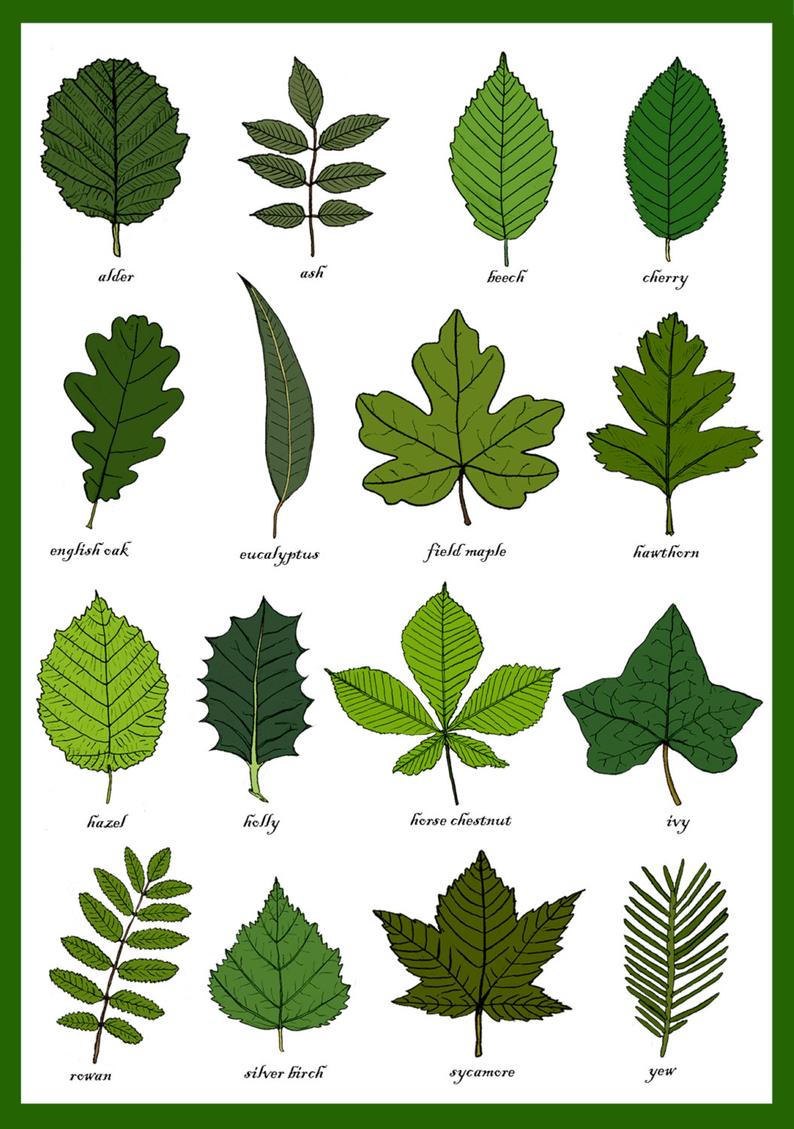 alder
ash
beech
cherry
english oak
eucalyptus
field maple
hawthorn
hazel
holly
horse chestnut
ivy
rowan
silver birch
sycamore
yew